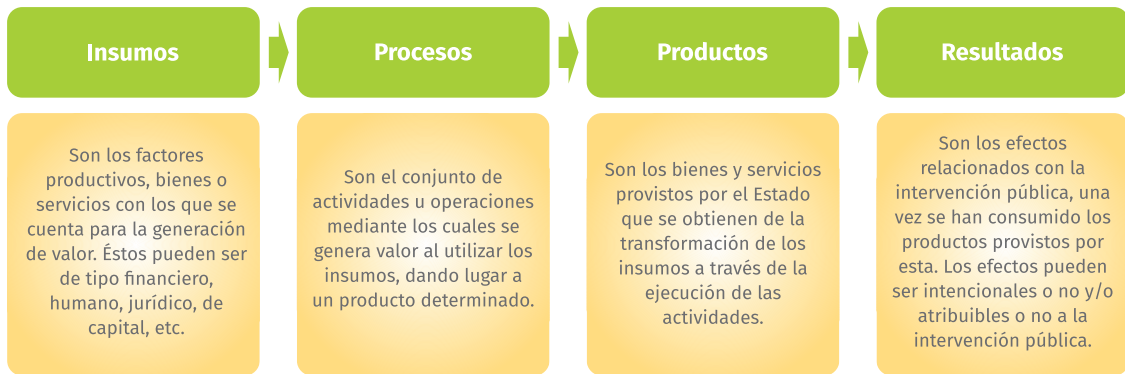 Insumos
Procesos
Productos
Resultados
Son los factores
productivos, bienes o
servicios con los que se
cuenta para la generación
de valor. Éstos pueden ser
de tipo financiero,
humano, jurídico, de
capital, etc.
Son el conjunto de
actividades u operaciones
mediante los cuales se
genera valor al utilizar los
insumos, dando lugar a
un producto determinado.
Son los bienes y servicios
provistos por el Estado
que se obtienen de la
transformación de los
insumos a través de la
ejecución de las
actividades.
Son los efectos
relacionados con la
intervención pública, una
vez se han consumido los
productos provistos por
esta. Los efectos pueden
ser intencionales o no y/o
atribuibles o no a la
intervención pública.